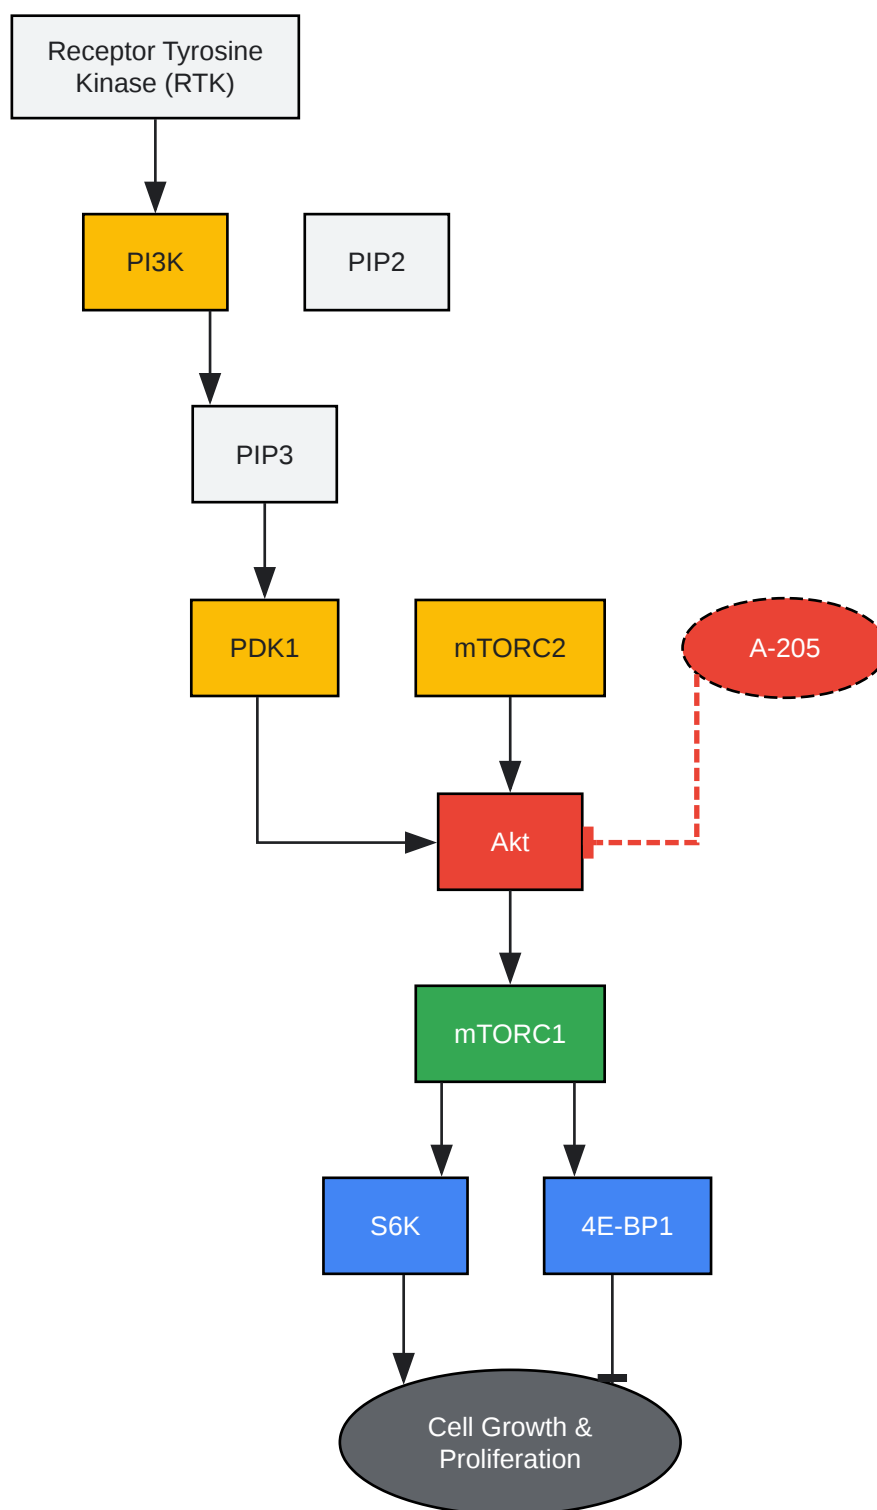 Receptor Tyrosine
Kinase (RTK)
PI3K
PIP2
PIP3
PDK1
mTORC2
A-205
Akt
mTORC1
S6K
4E-BP1
Cell Growth &
Proliferation